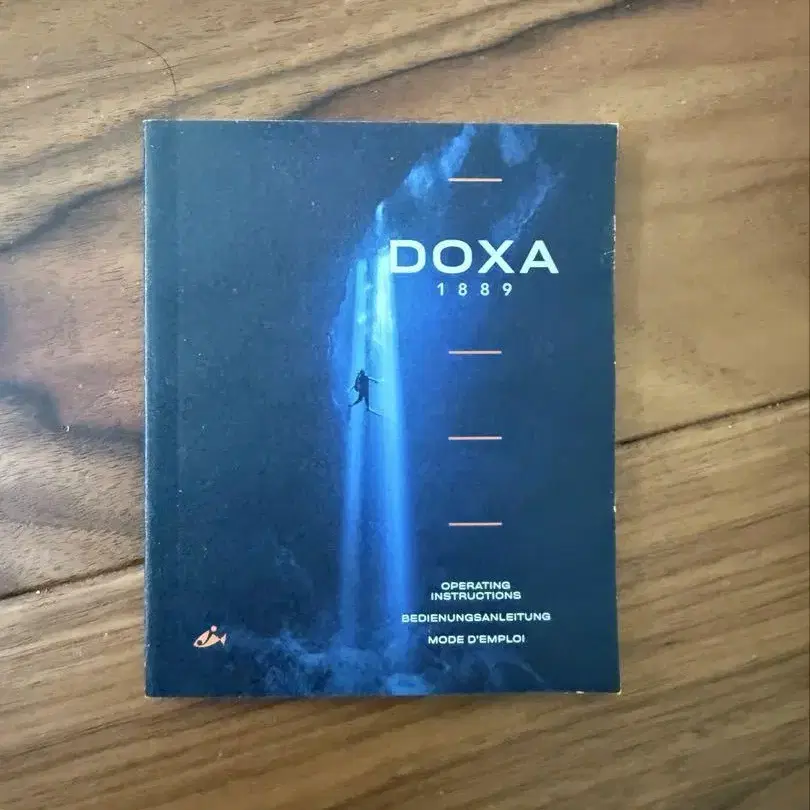 DOXA
1889
OPERATING
INSTRUCTIONS
BEDIENUNGSANLEITUNG
MODE D'EMPLOI